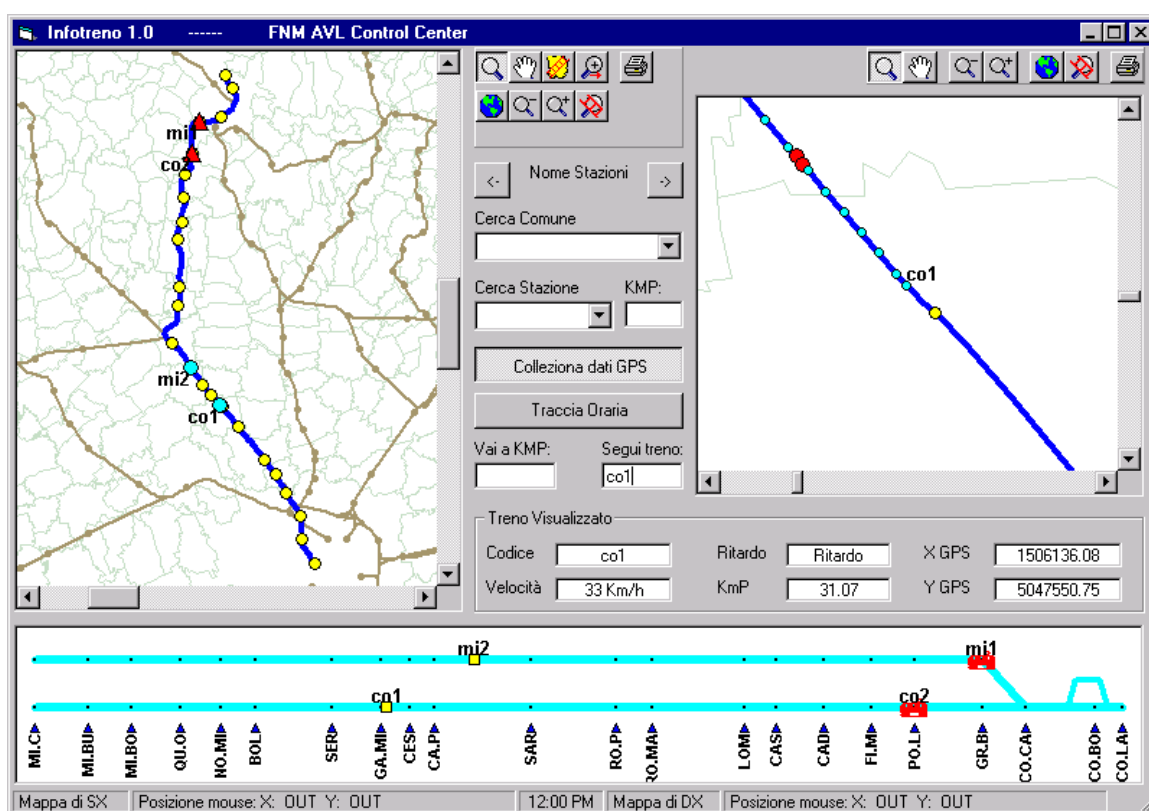 Infotreno 1.0 ------ FNM AVL Control Center
mi
co2
mi2
co1
<- Nome Stazioni ->
Cerca Comune
Cerca Stazione KMP:
Colleziona dati GPS
Traccia Oraria
Vai a KMP: Segui treno:
co1
co1
Treno Visualizzato
Codice co1 Ritardo Ritardo X GPS 1506136.08
Velocità 33 Km/h KmP 31.07 Y GPS 5047550.75
mi2 mi1
co1 co2
MI.C MI.BU MI.BO QU.O NO.MI BOL SER GA.MI CES CA.P SAR RO.P RO.MA LOM CAS CAD FI.M PO.L GR.B CO.CA CO.BO CO.LA
Mappa di SX Posizione mouse: X: OUT Y: OUT 12:00 PM Mappa di DX Posizione mouse: X: OUT Y: OUT